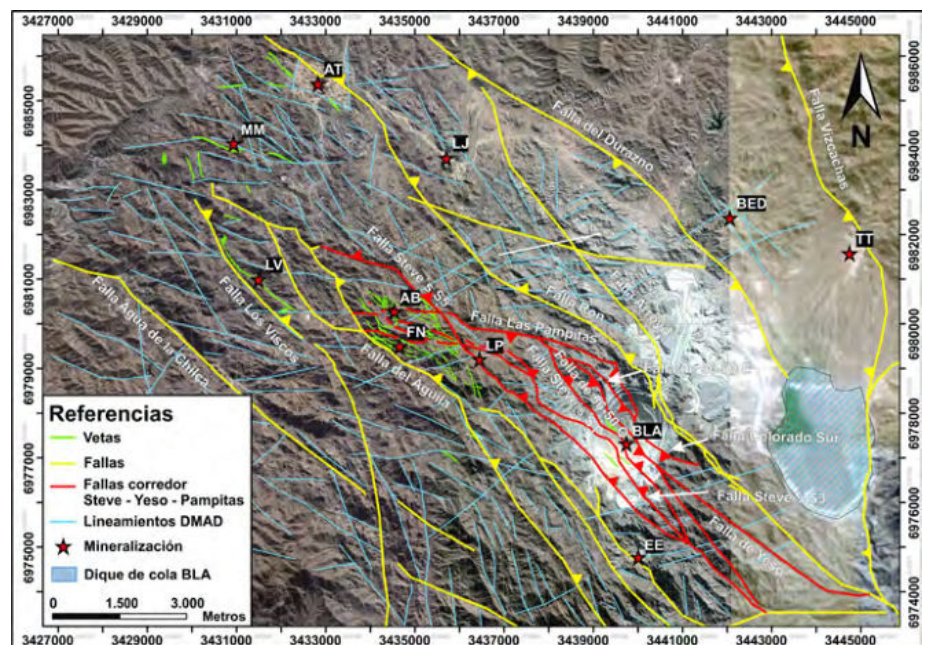 3427000 3429000 3431000 3433000 3435000 3437000 3439000 3441000 3443000 3445000
6985000
6983000
6981000
6979000
6977000
6975000
6986000
6984000
6982000
6980000
6978000
6976000
6974000
AT
MM
LJ
Falla del Durazno
Falla Vizcachas
N
BED
TT
LV
Falla Steve s S3
AB
FN
Falla Las Pampitas
LP
Falla Los Viscos
Falla Agua de la Chilca
Falla del Aguila
BLA
Falla Colorado Sur
Falla Steve s S3
Falla de Yeso
EE
Referencias
Vetas
Fallas
Fallas corredor
Steve - Yeso - Pampitas
Lineamientos DMAD
Mineralización
Dique de cola BLA
0 1.500 3.000
Metros
3427000 3429000 3431000 3433000 3435000 3437000 3439000 3441000 3443000 3445000